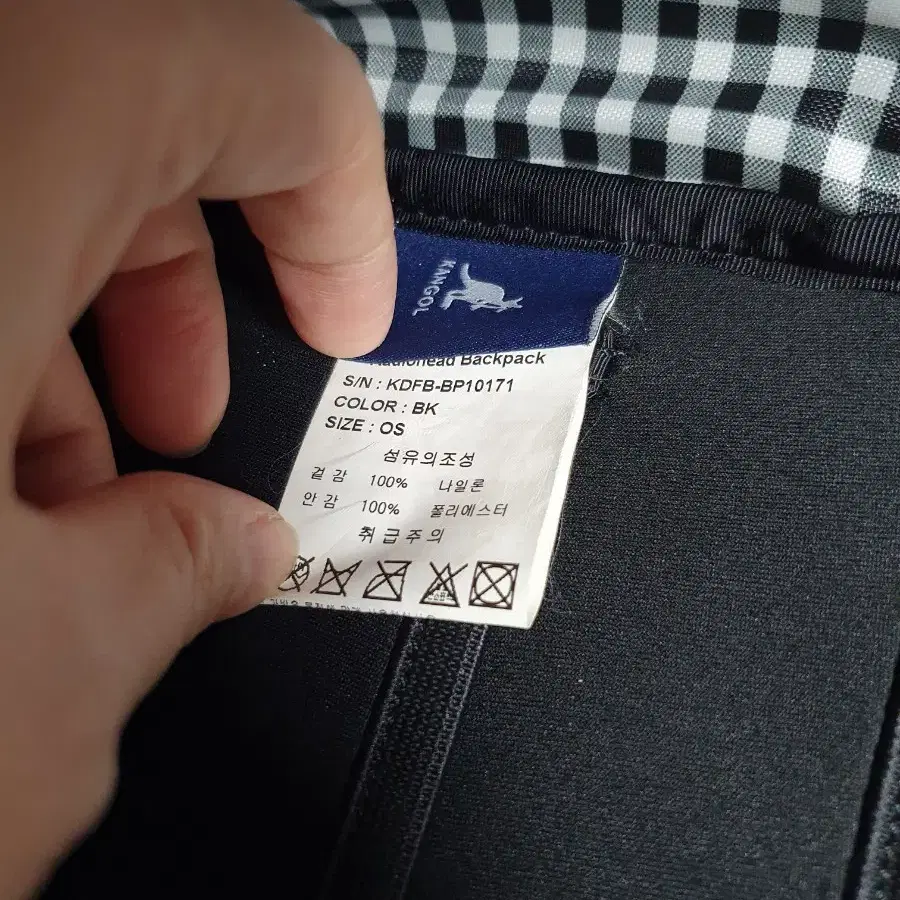 KANGOL
Backpack
S/N : KDFB-BP10171
COLOR : BK
SIZE : OS
섬유의조성
겉 감 100% 나일론
안 감 100% 폴리에스터
취 급 주 의